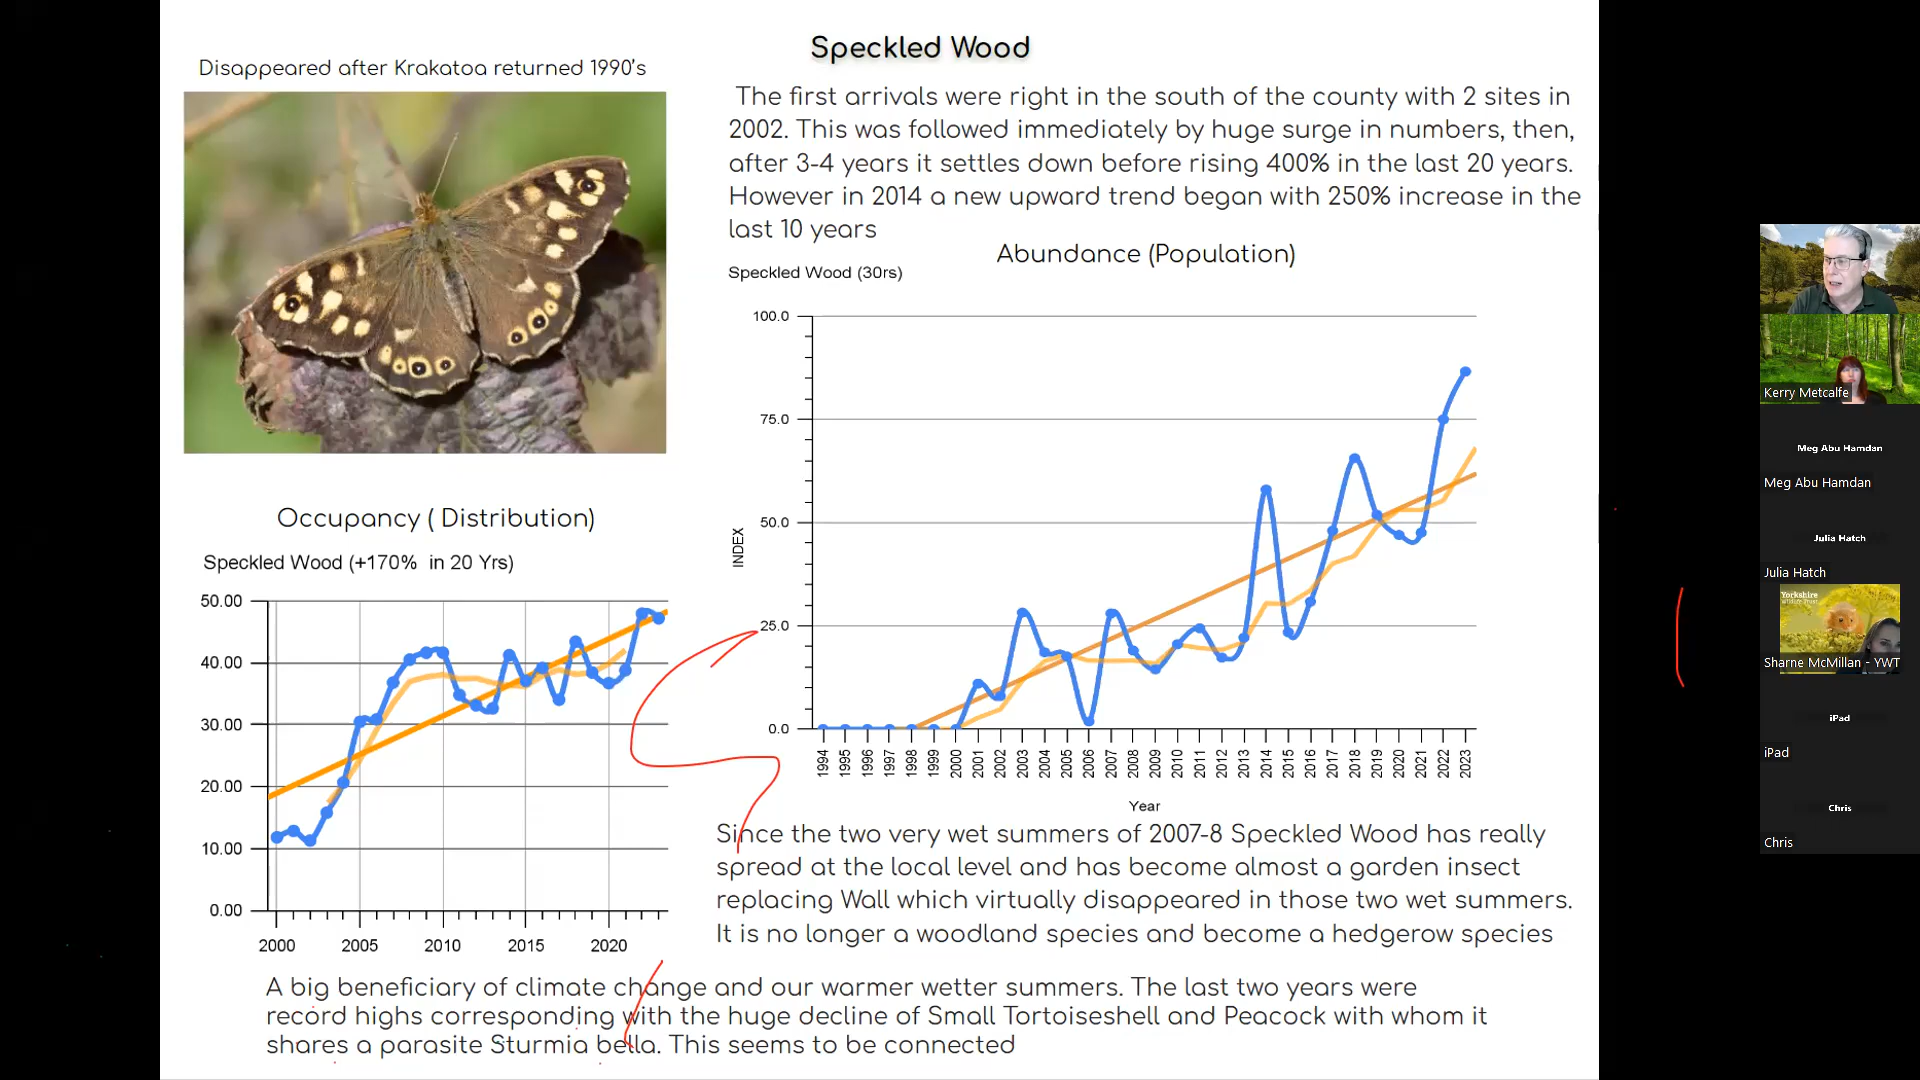 Speckled Wood
Disappeared after Krakatoa returned 1990's
The first arrivals were right in the south of the county with 2 sites in
2002. This was followed immediately by huge surge in numbers, then,
after 3-4 years it settles down before rising 400% in the last 20 years.
However in 2014 a new upward trend began with 250% increase in the
last 10 years
Abundance (Population)
Speckled Wood (30rs)
100.0
75.0
50.0
25.0
0.0
INDEX
1994 1995 1996 1997 1998 1999 2000 2001 2002 2003 2004 2005 2006 2007 2008 2009 2010 2011 2012 2013 2014 2015 2016 2017 2018 2019 2020 2021 2022 2023
Year
Occupancy ( Distribution)
Speckled Wood (+170% in 20 Yrs)
50.00
40.00
30.00
20.00
10.00
0.00
2000 2005 2010 2015 2020
Since the two very wet summers of 2007-8 Speckled Wood has really
spread at the local level and has become almost a garden insect
replacing Wall which virtually disappeared in those two wet summers.
It is no longer a woodland species and become a hedgerow species
A big beneficiary of climate change and our warmer wetter summers. The last two years were
record highs corresponding with the huge decline of Small Tortoiseshell and Peacock with whom it
shares a parasite Sturmia bella. This seems to be connected
Kerry Metcalfe
Meg Abu Hamdan
Meg Abu Hamdan
Julia Hatch
Julia Hatch
Yorkshire
Sharne McMillan - YWT
iPad
iPad
Chris
Chris